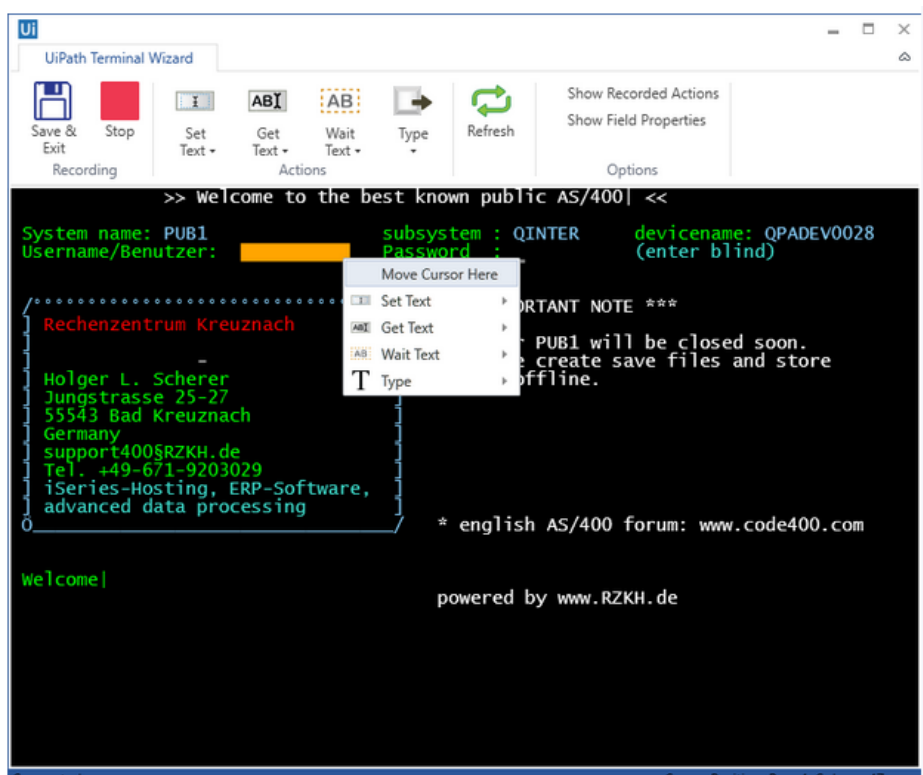 Ui
UiPath Terminal Wizard
Save & Exit
Stop
Set Text
Get Text
Wait Text
Type
Refresh
Show Recorded Actions
Show Field Properties
Recording
Actions
Options
>> Welcome to the best known public AS/400| <<
System name: PUB1 subsystem : QINTER devicename: QPADEV0028
Username/Benutzer: Password : _ (enter blind)
Move Cursor Here
Set Text
Get Text
Wait Text
Type
RTANT NOTE ***
PUB1 will be closed soon.
create save files and store
offline.
Rechenzentrum Kreuznach
Holger L. Scherer
Jungstrasse 25-27
55543 Bad Kreuznach
Germany
support400§RZKH.de
Tel. +49-671-9203029
iSeries-Hosting, ERP-Software,
advanced data processing
* english AS/400 forum: www.code400.com
Welcome|
powered by www.RZKH.de